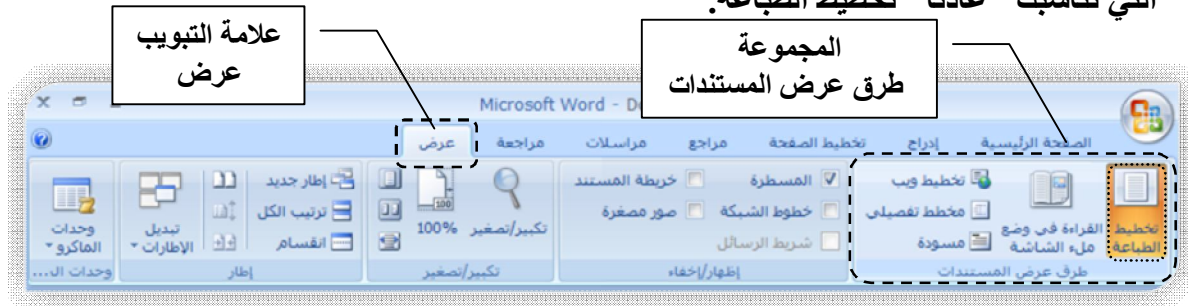 التي تناسبك "عادة" تخطيط الطباعة.
علامة التبويب
عرض
المجموعة
طرق عرض المستندات
Microsoft Word - Do
الصفحة الرئيسية
إدراج
تخطيط الصفحة
مراجع
مراسلات
مراجعة
عرض
تخطيط
الطباعة
القراءة في وضع
ملء الشاشة
تخطيط ويب
مخطط تفصيلي
مسودة
طرق عرض المستندات
المسطرة
خطوط الشبكة
شريط الرسائل
خريطة المستند
صور مصغرة
إظهار/إخفاء
تكبير/تصغير
100
100%
تكبير/تصغير
إطار جديد
ترتيب الكل
انقسام
تبديل
الإطارات
إطار
وحدات
الماكرو
وحدات ال...